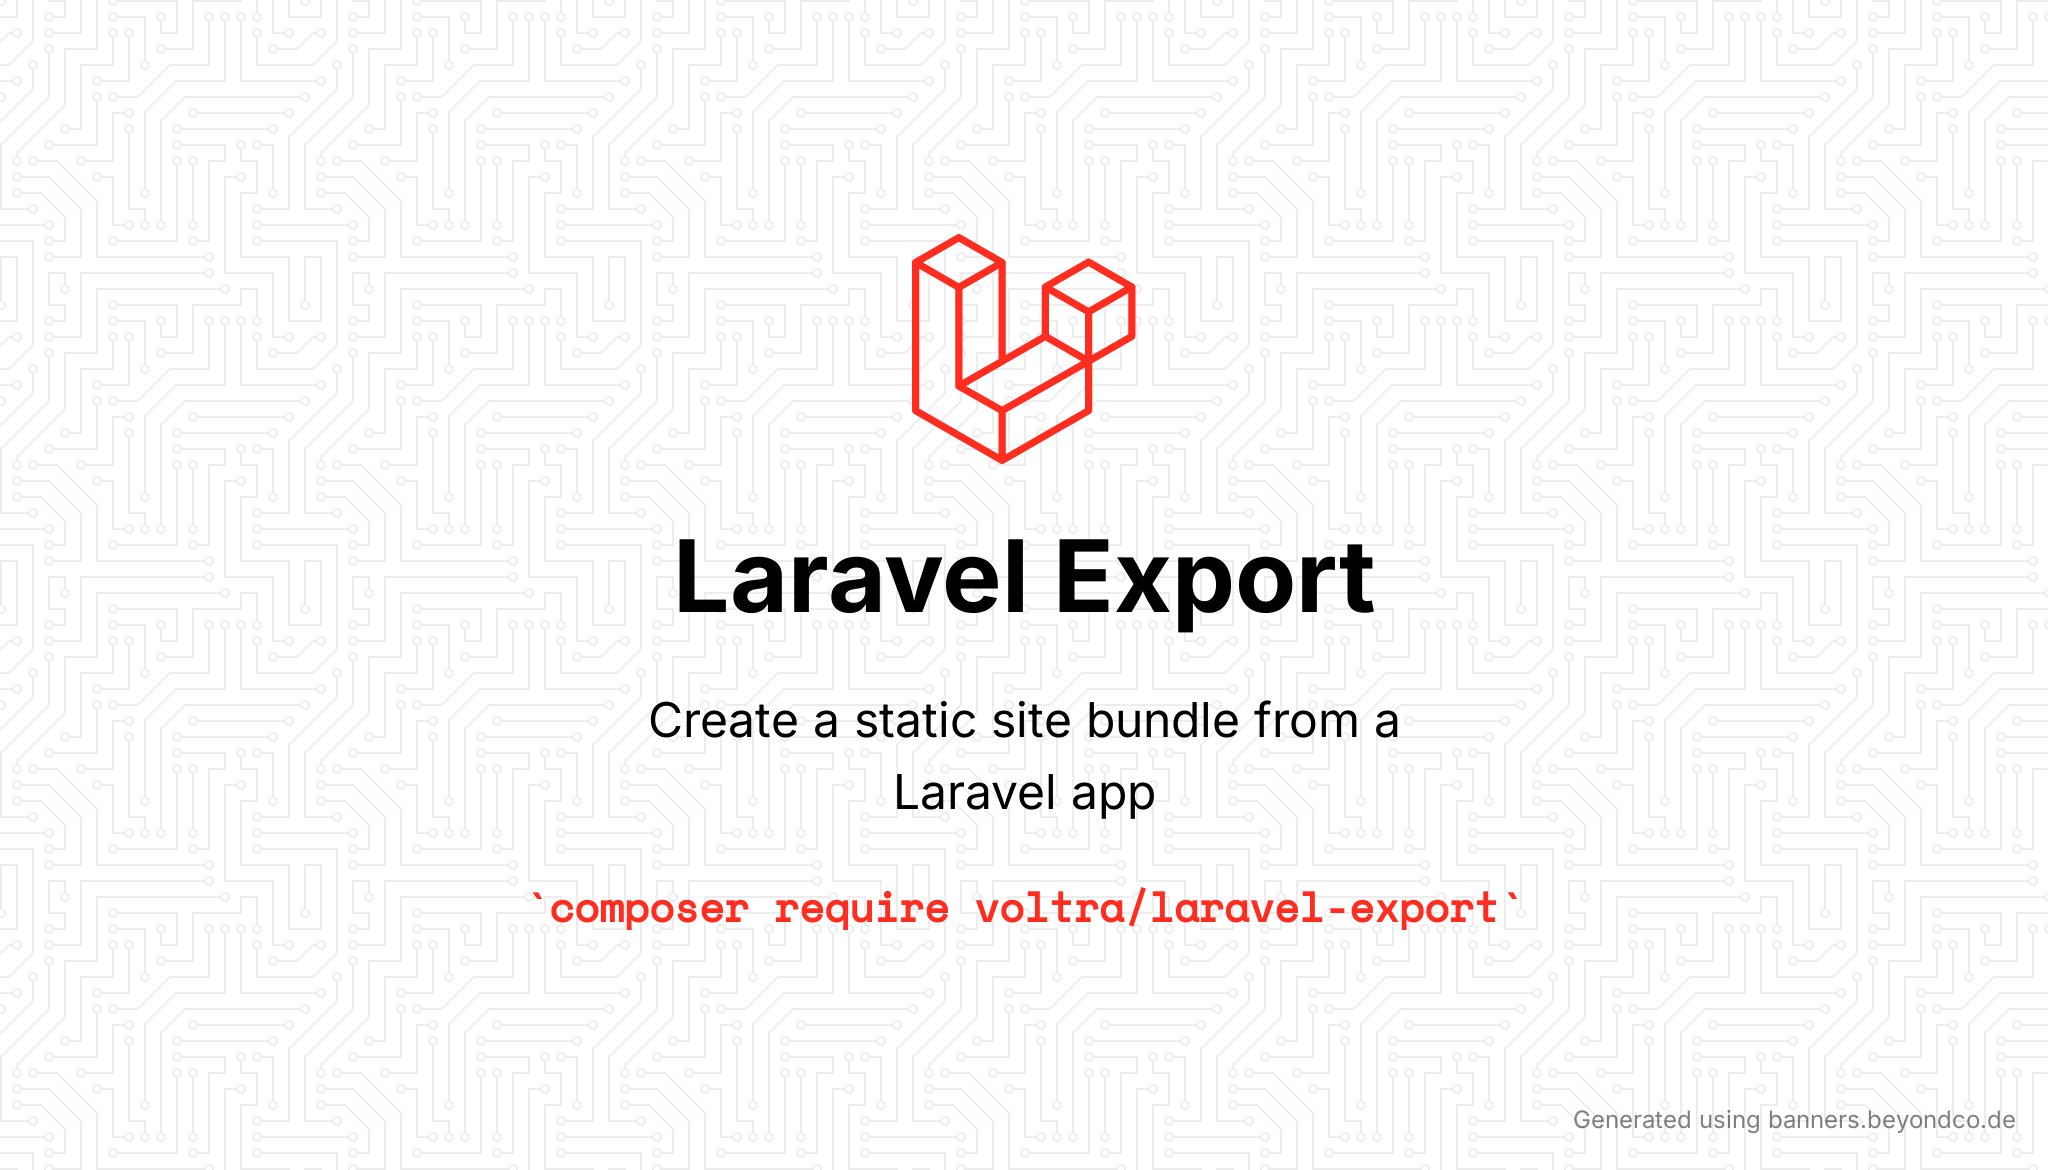 Laravel Export
Create a static site bundle from a
Laravel app
`composer require voltra/laravel-export`
Generated using banners.beyondco.de